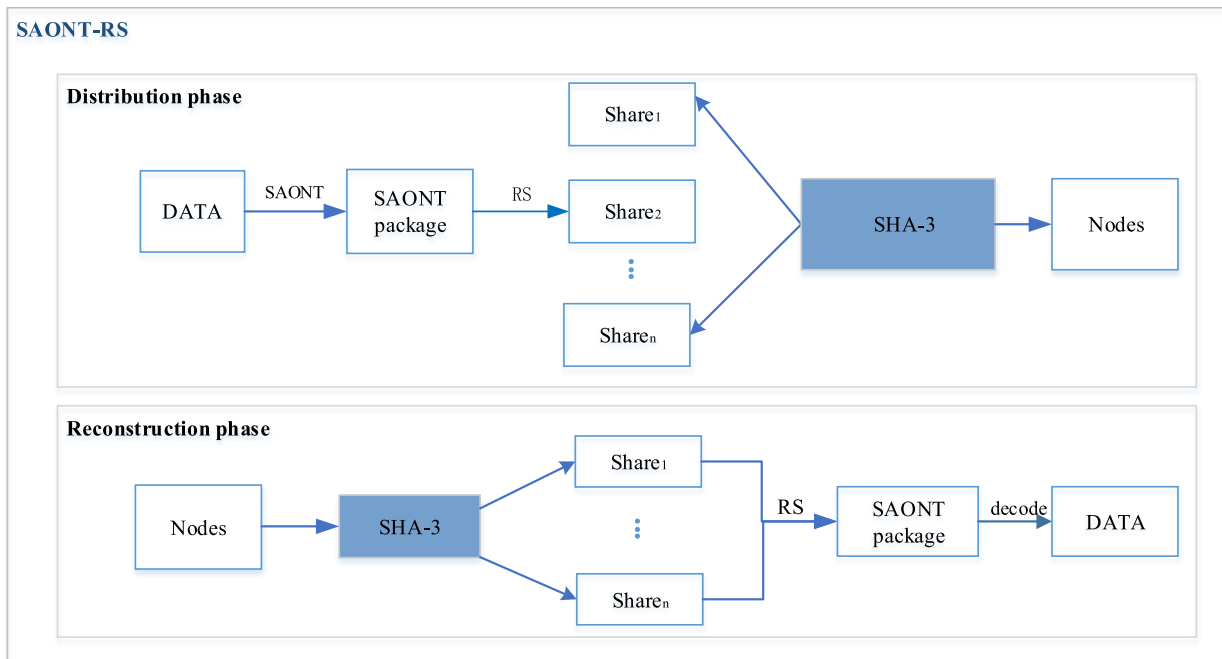 SAONT-RS
Distribution phase
DATA
SAONT
SAONT
package
RS
Share₁
Share₂
Shareₙ
SHA-3
Nodes
Reconstruction phase
Nodes
SHA-3
Share₁
Shareₙ
RS
SAONT
package
decode
DATA